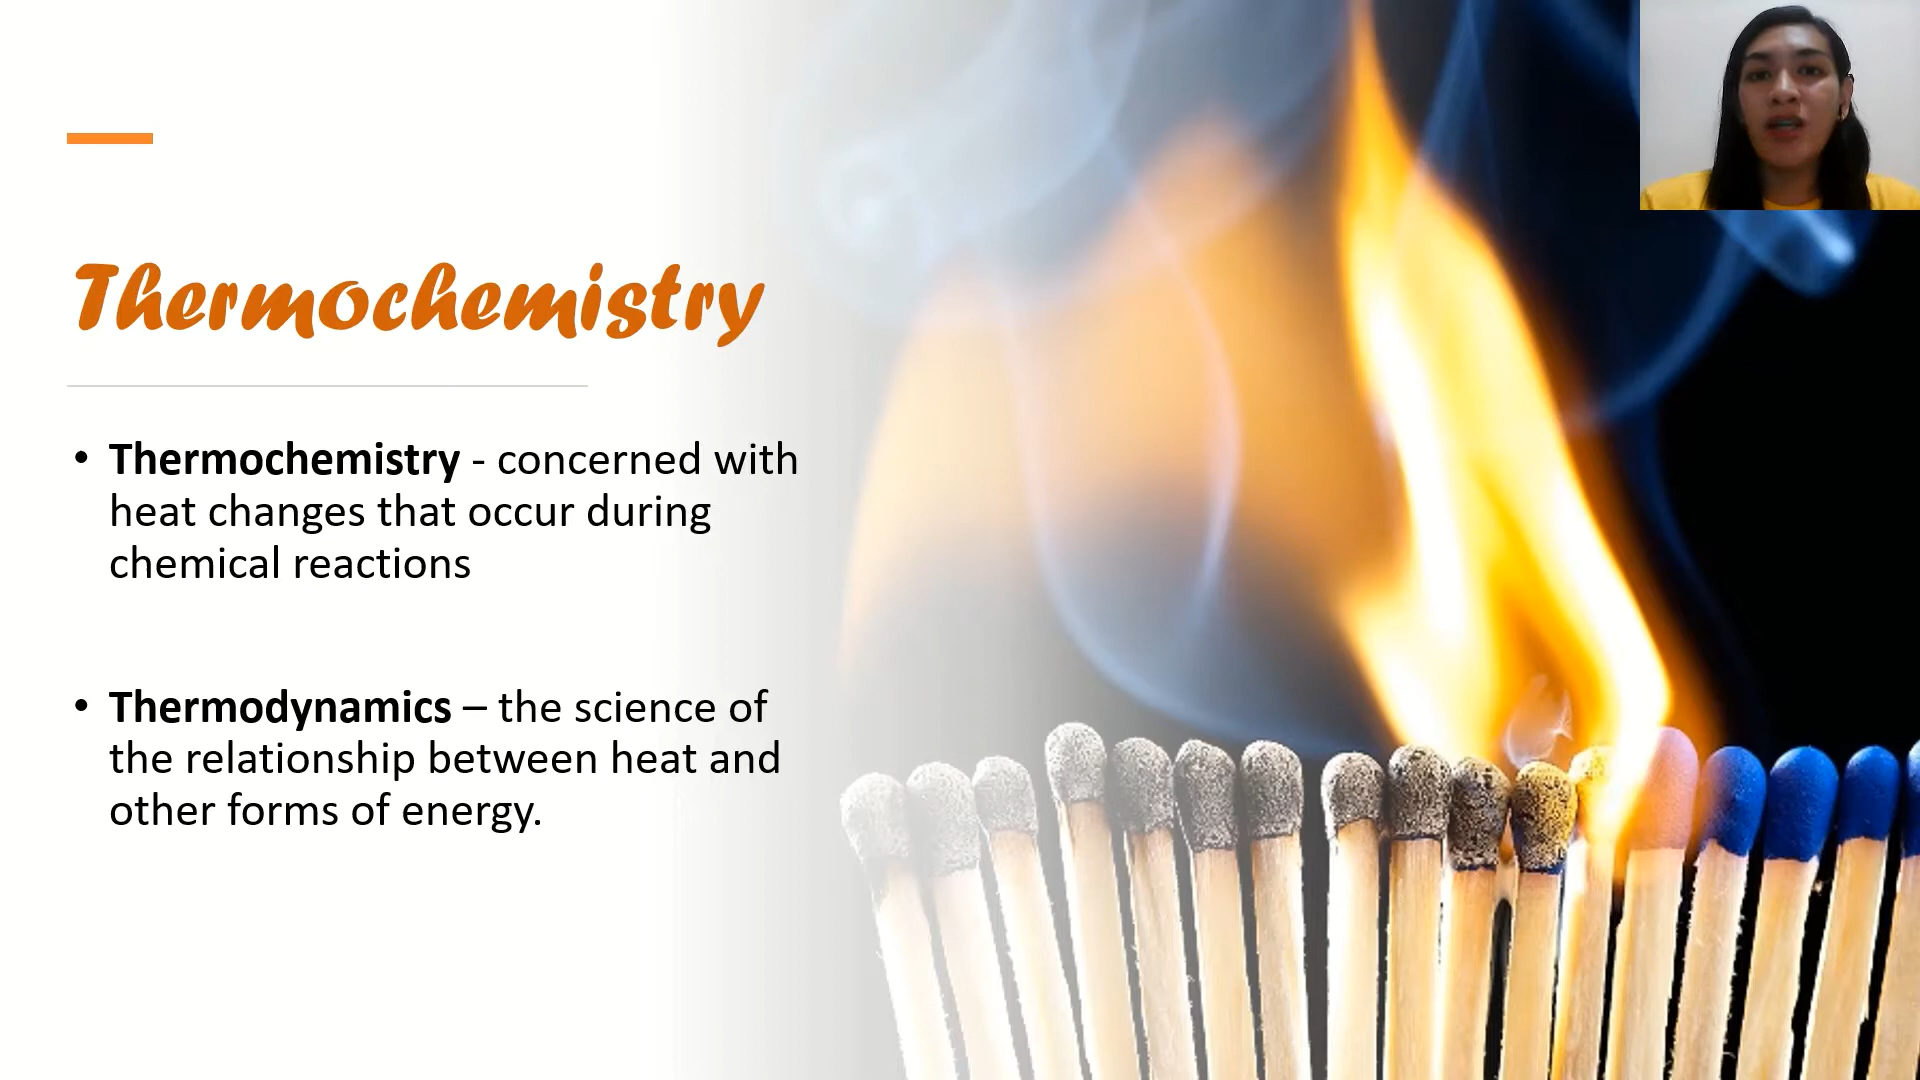 Thermochemistry
• Thermochemistry - concerned with
heat changes that occur during
chemical reactions
• Thermodynamics – the science of
the relationship between heat and
other forms of energy.